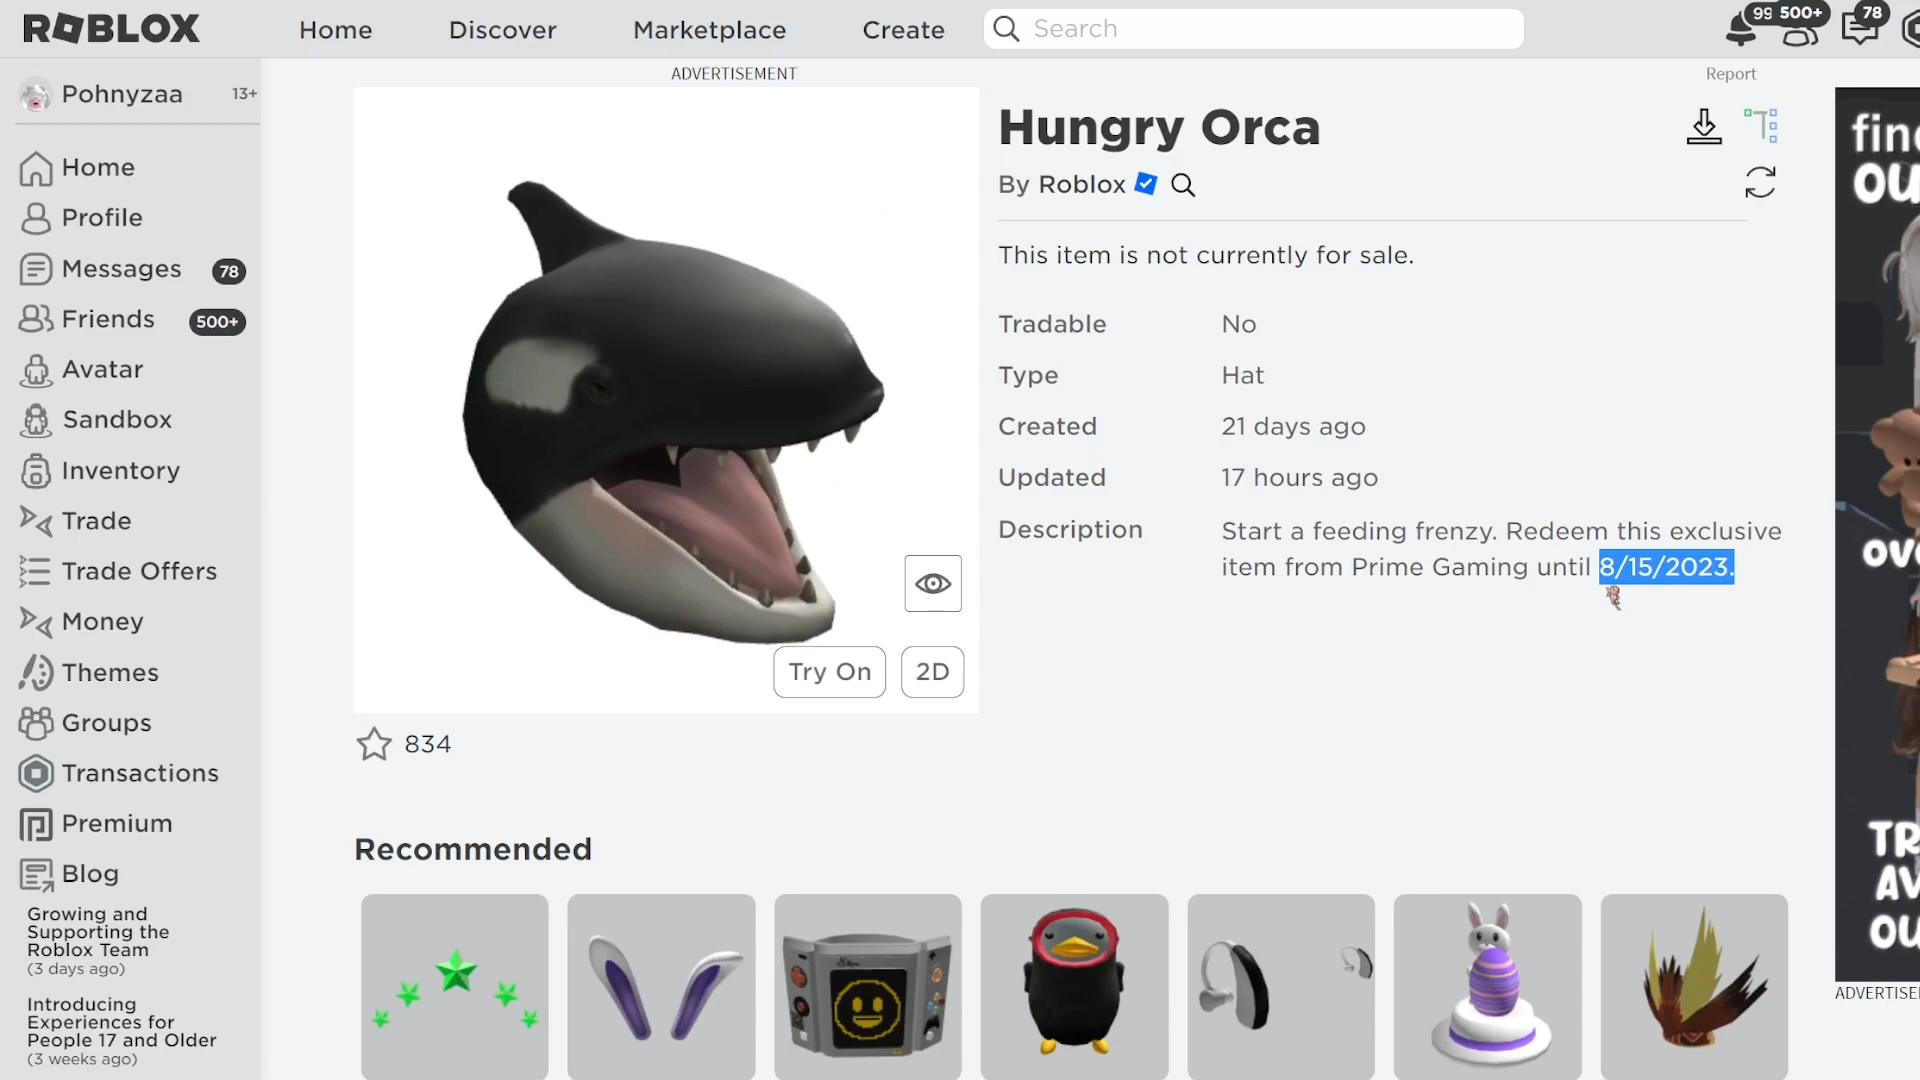 ROBLOX
Home
Discover
Marketplace
Create
Search
99
500+
78
Pohnyzaa
13+
Home
Profile
Messages
78
Friends
500+
Avatar
Sandbox
Inventory
Trade
Trade Offers
Money
Themes
Groups
Transactions
Premium
Blog
Growing and
Supporting the
Roblox Team
(3 days ago)
Introducing
Experiences for
People 17 and Older
(3 weeks ago)
ADVERTISEMENT
Report
Hungry Orca
By Roblox
This item is not currently for sale.
Tradable No
Type Hat
Created 21 days ago
Updated 17 hours ago
Description Start a feeding frenzy. Redeem this exclusive
item from Prime Gaming until 8/15/2023.
Try On
2D
834
Recommended